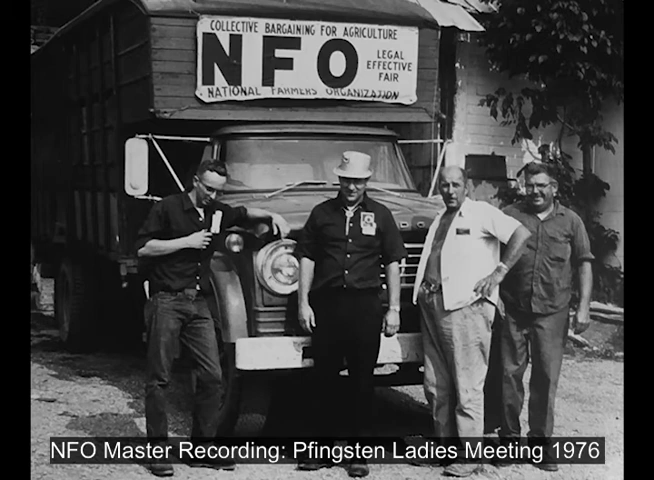 COLLECTIVE BARGAINING FOR AGRICULTURE
NFO
LEGAL
EFFECTIVE
FAIR
NATIONAL FARMERS ORGANIZATION
NFO Master Recording: Pfingsten Ladies Meeting 1976